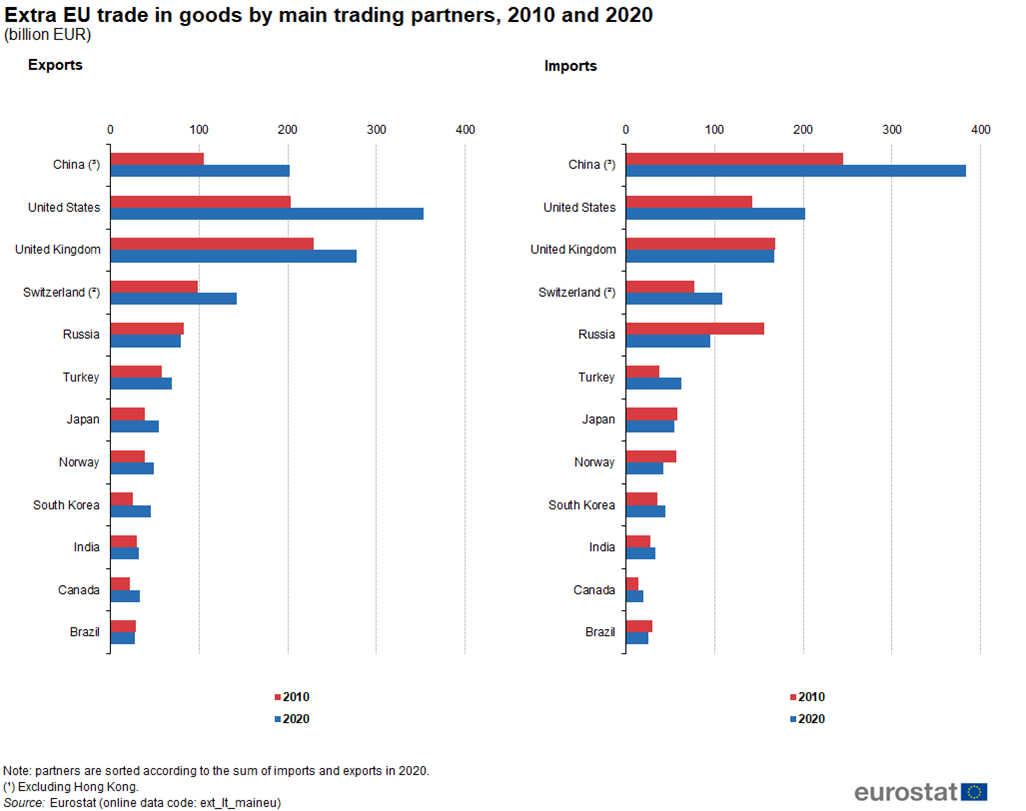 Extra EU trade in goods by main trading partners, 2010 and 2020
(billion EUR)
Exports
0 100 200 300 400
China (³)
United States
United Kingdom
Switzerland (²)
Russia
Turkey
Japan
Norway
South Korea
India
Canada
Brazil
2010
2020
Imports
0 100 200 300 400
China (³)
United States
United Kingdom
Switzerland (²)
Russia
Turkey
Japan
Norway
South Korea
India
Canada
Brazil
2010
2020
Note: partners are sorted according to the sum of imports and exports in 2020.
(¹) Excluding Hong Kong.
Source: Eurostat (online data code: ext_lt_maineu)
eurostat